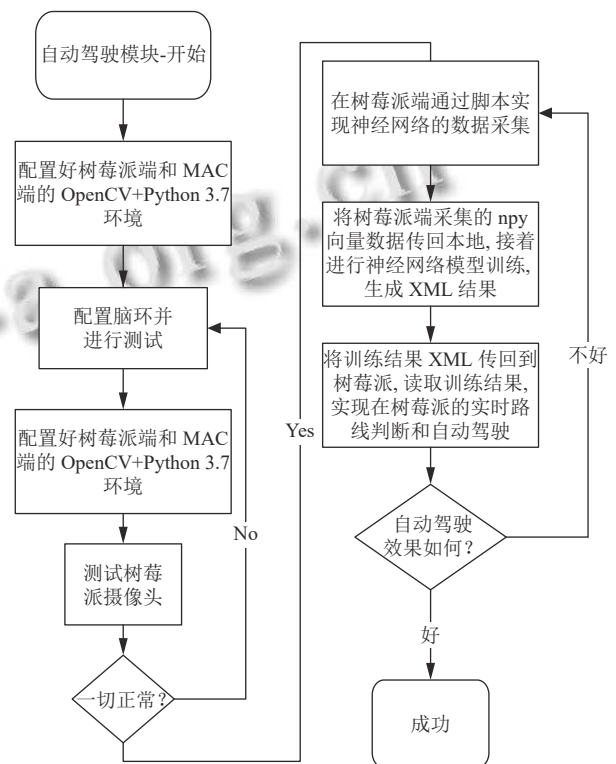 自动驾驶模块-开始
配置好树莓派端和 MAC
端的 OpenCV+Python 3.7
环境
配置脑环并
进行测试
配置好树莓派端和 MAC
端的 OpenCV+Python 3.7
环境
测试树莓
派摄像头
一切正常?
No
Yes
在树莓派端通过脚本实
现神经网络的数据采集
将树莓派端采集的 npy
向量数据传回本地, 接着
进行神经网络模型训练,
生成 XML 结果
将训练结果 XML 传回到
树莓派, 读取训练结果,
实现在树莓派的实时路
线判断和自动驾驶
自动驾驶
效果如何?
不好
好
成功